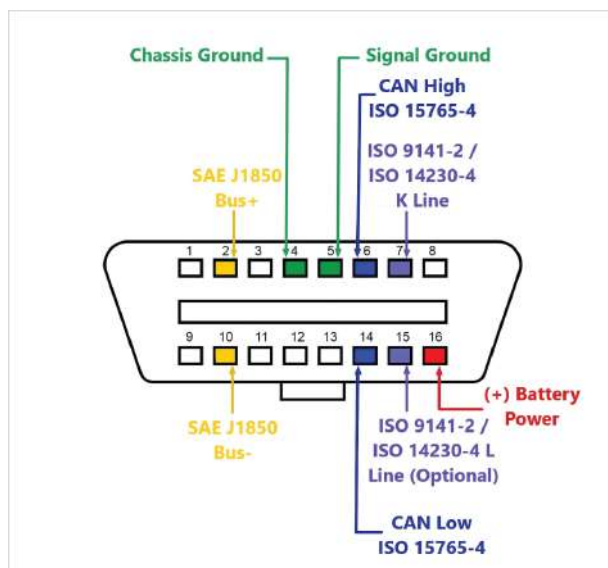 Chassis Ground
Signal Ground
CAN High
ISO 15765-4
ISO 9141-2 /
ISO 14230-4
K Line
SAE J1850
Bus+
1 2 3 4 5 6 7 8
9 10 11 12 13 14 15 16
(+) Battery
Power
SAE J1850
Bus-
ISO 9141-2 /
ISO 14230-4 L
Line (Optional)
CAN Low
ISO 15765-4